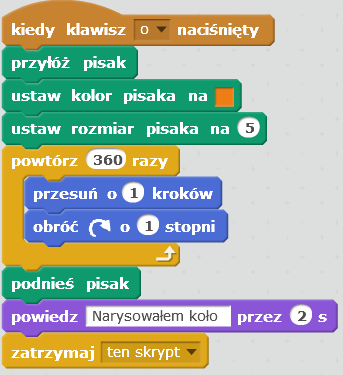 kiedy klawisz o naciśnięty
przyłóż pisak
ustaw kolor pisaka na
ustaw rozmiar pisaka na 5
powtórz 360 razy
przesuń o 1 kroków
obróć o 1 stopni
podnieś pisak
powiedz Narysowałem koło przez 2 s
zatrzymaj ten skrypt